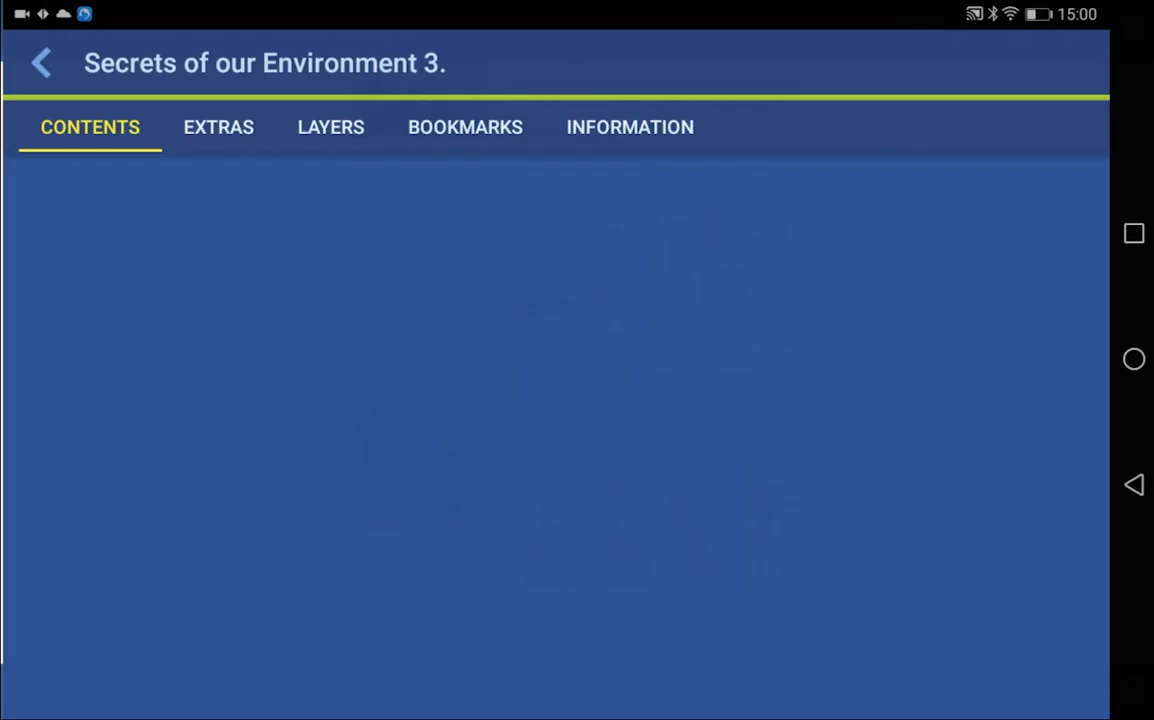 15:00
Secrets of our Environment 3.
CONTENTS EXTRAS LAYERS BOOKMARKS INFORMATION